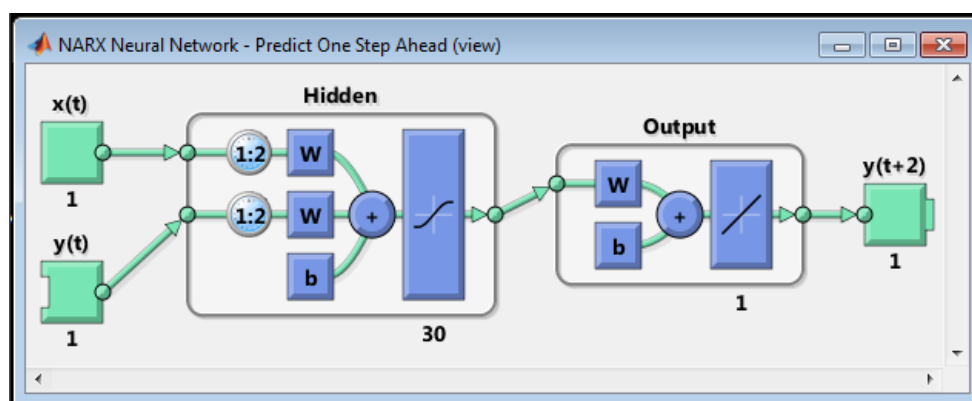 NARX Neural Network - Predict One Step Ahead (view)
Hidden
x(t)
1:2
W
1
Output
y(t+2)
W
1:2
W
+
+
y(t)
b
1
b
1
1
30